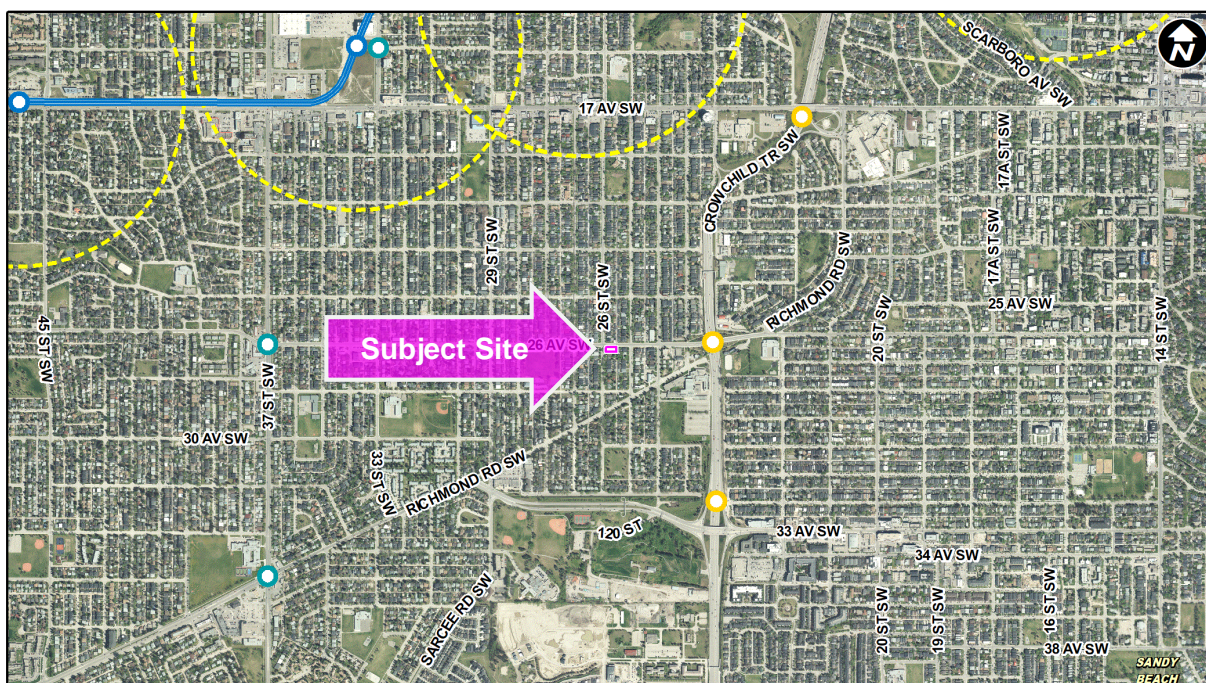 SCARBORO AV SW
N
17 AV SW
CROWCHILD TR SW
17A ST SW
29 ST SW
26 ST SW
RICHMOND RD SW
17A ST SW
25 AV SW
45 ST SW
37 ST SW
Subject Site
26 AV SW
20 ST SW
14 ST SW
30 AV SW
33 ST SW
RICHMOND RD SW
120 ST
33 AV SW
34 AV SW
SARCEE RD SW
20 ST SW
19 ST SW
16 ST SW
38 AV SW
SANDY
BEACH